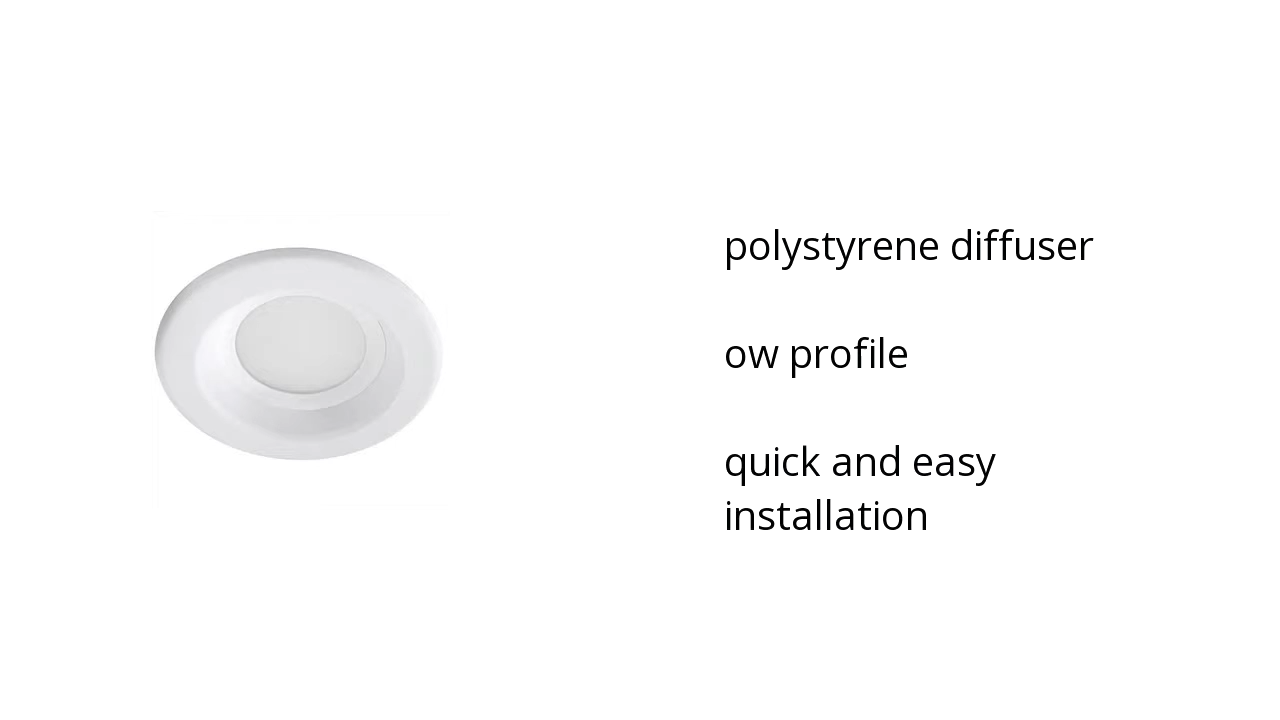 polystyrene diffuser
ow profile
quick and easy
installation